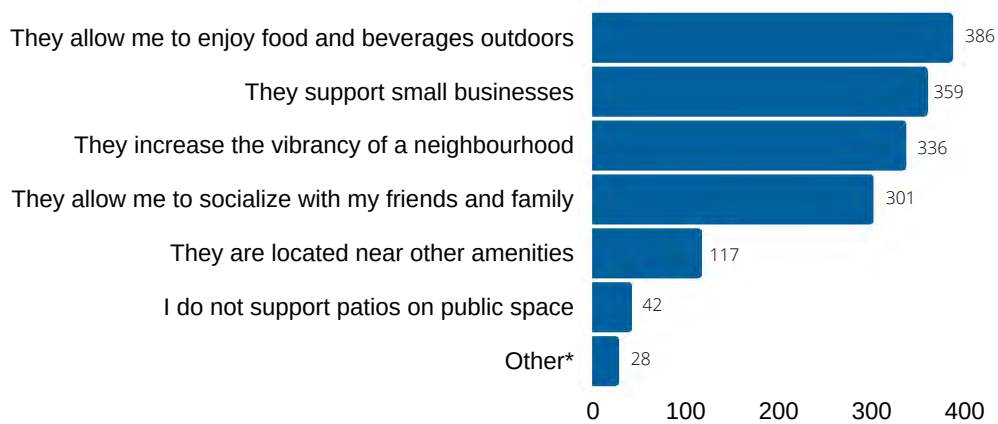 They allow me to enjoy food and beverages outdoors 386
They support small businesses 359
They increase the vibrancy of a neighbourhood 336
They allow me to socialize with my friends and family 301
They are located near other amenities 117
I do not support patios on public space 42
Other* 28
0 100 200 300 400